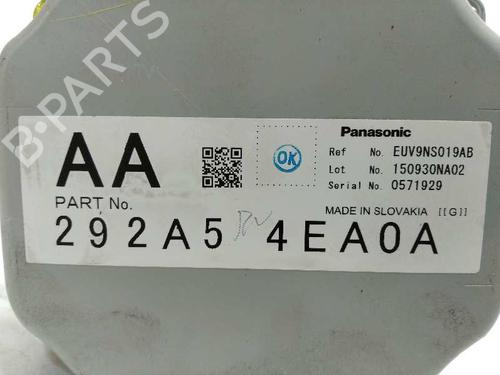 AA
OK
Panasonic
Ref No. EUV9NS019AB
Lot No. 150930NA02
Serial No. 0571929
PART No.
MADE IN SLOVAKIA [[G]]
292A5 4EA0A
B-PARTS